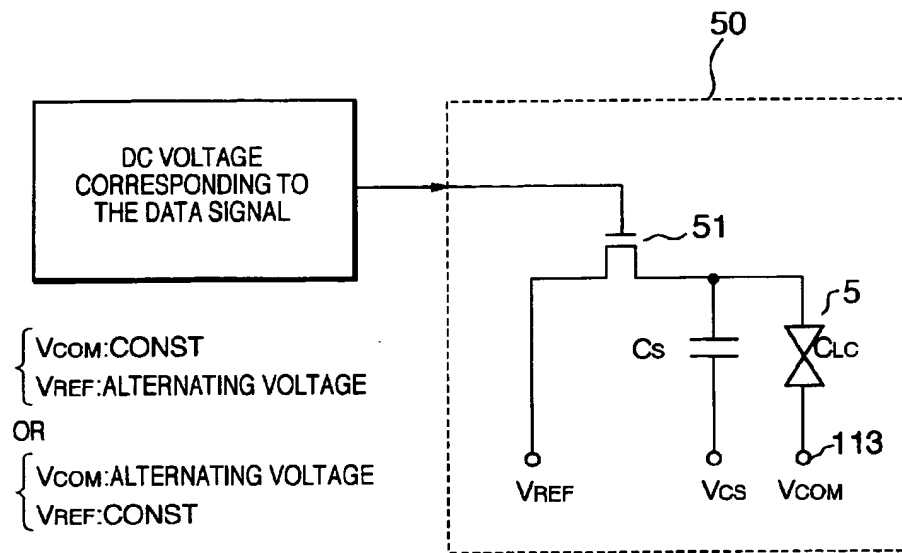 50
DC VOLTAGE
CORRESPONDING TO
THE DATA SIGNAL
51
5
CS
CLC
VCOM:CONST
VREF:ALTERNATING VOLTAGE
OR
VCOM:ALTERNATING VOLTAGE
VREF:CONST
113
VREF
VCS
VCOM